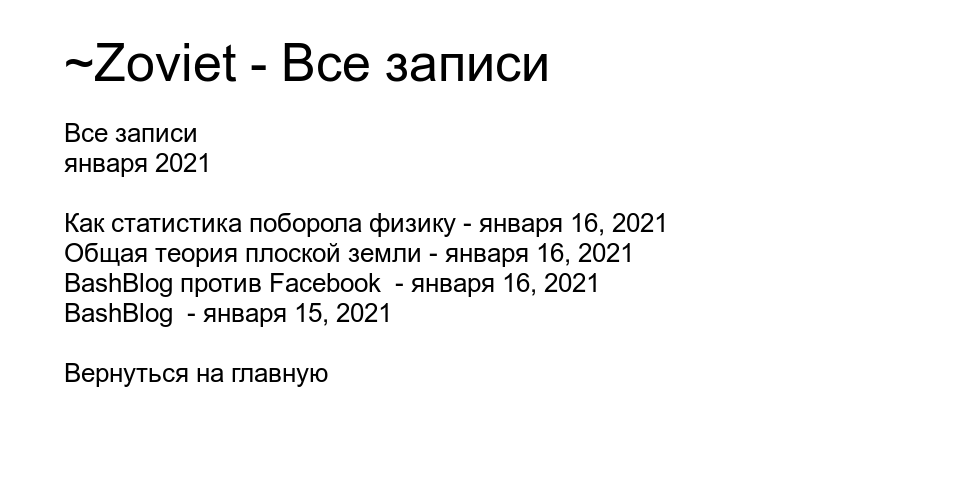 ~Zoviet - Все записи
Все записи
января 2021
Как статистика поборола физику - января 16, 2021
Общая теория плоской земли - января 16, 2021
BashBlog против Facebook  - января 16, 2021
BashBlog  - января 15, 2021
Вернуться на главную